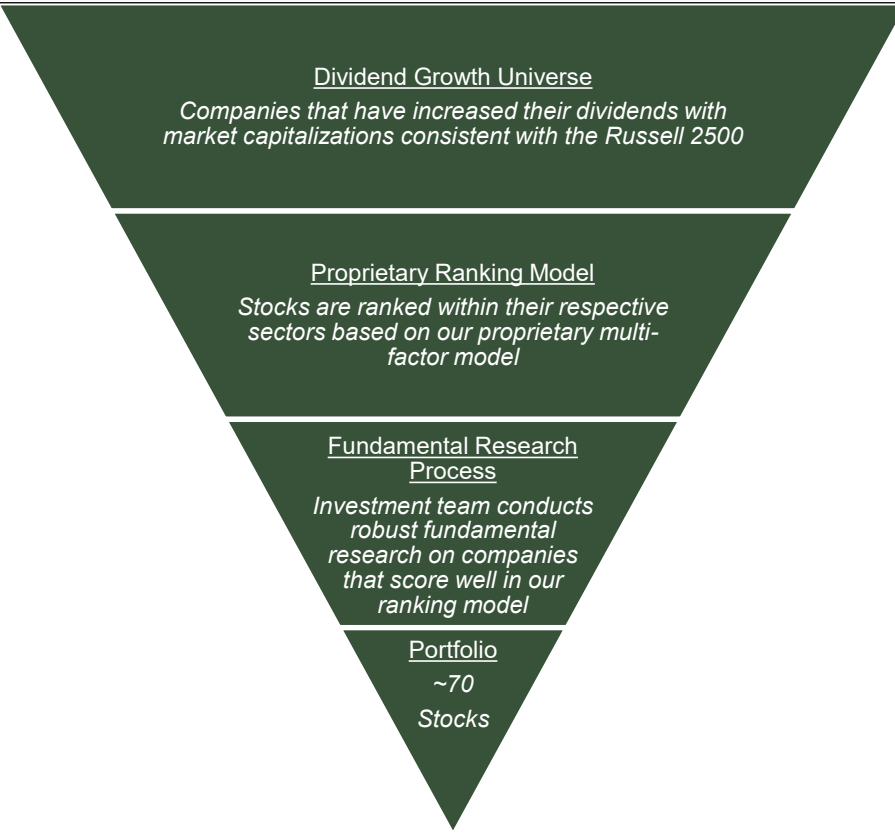 Dividend Growth Universe
Companies that have increased their dividends with
market capitalizations consistent with the Russell 2500
Proprietary Ranking Model
Stocks are ranked within their respective
sectors based on our proprietary multi-
factor model
Fundamental Research
Process
Investment team conducts
robust fundamental
research on companies
that score well in our
ranking model
Portfolio
~70
Stocks